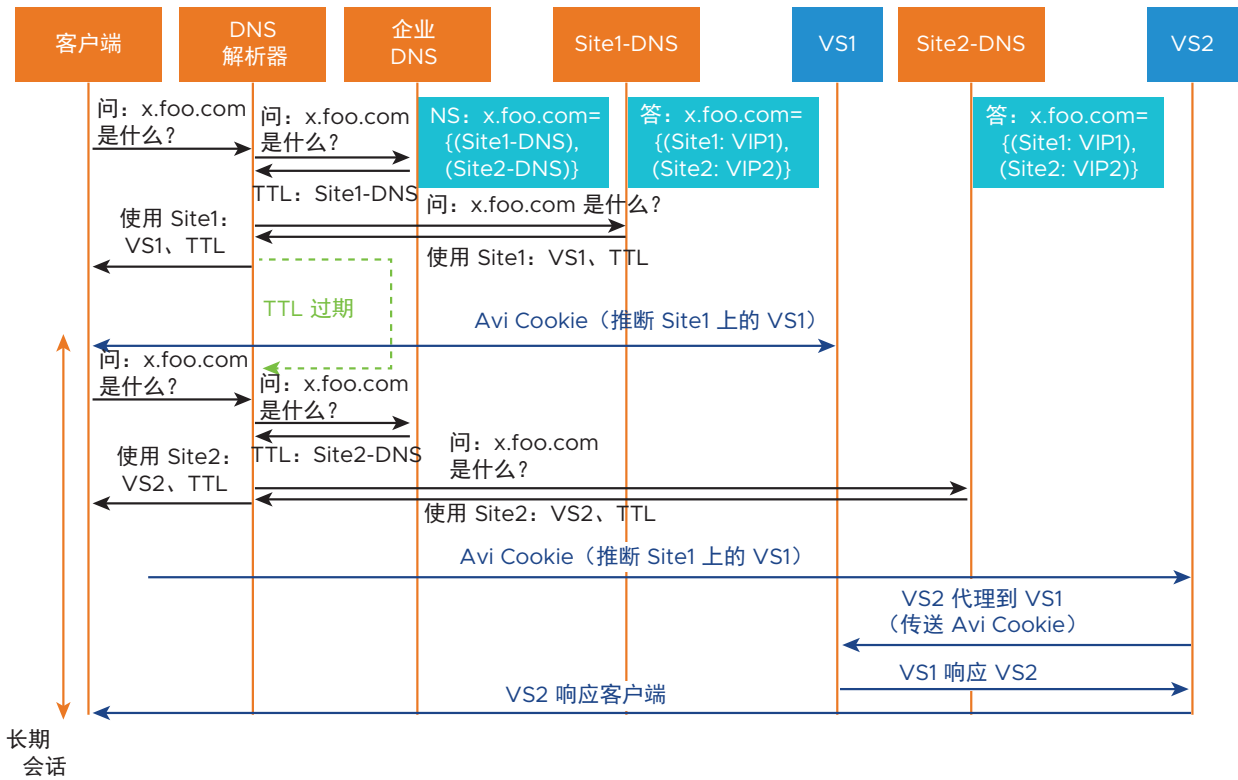 客户端
DNS
解析器
企业
DNS
Site1-DNS
VS1
Site2-DNS
VS2
问：x.foo.com
是什么？
问：x.foo.com
是什么？
NS：x.foo.com=
{(Site1-DNS),
(Site2-DNS)}
答：x.foo.com=
{(Site1: VIP1),
(Site2: VIP2)}
答：x.foo.com=
{(Site1: VIP1),
(Site2: VIP2)}
TTL：Site1-DNS
问：x.foo.com 是什么？
使用 Site1：
VS1、TTL
使用 Site1：VS1、TTL
TTL 过期
Avi Cookie（推断 Site1 上的 VS1）
问：x.foo.com
是什么？
问：x.foo.com
是什么？
TTL：Site2-DNS
问：x.foo.com
是什么？
使用 Site2：
VS2、TTL
使用 Site2：VS2、TTL
Avi Cookie（推断 Site1 上的 VS1）
VS2 代理到 VS1
（传送 Avi Cookie）
VS1 响应 VS2
VS2 响应客户端
长期
会话